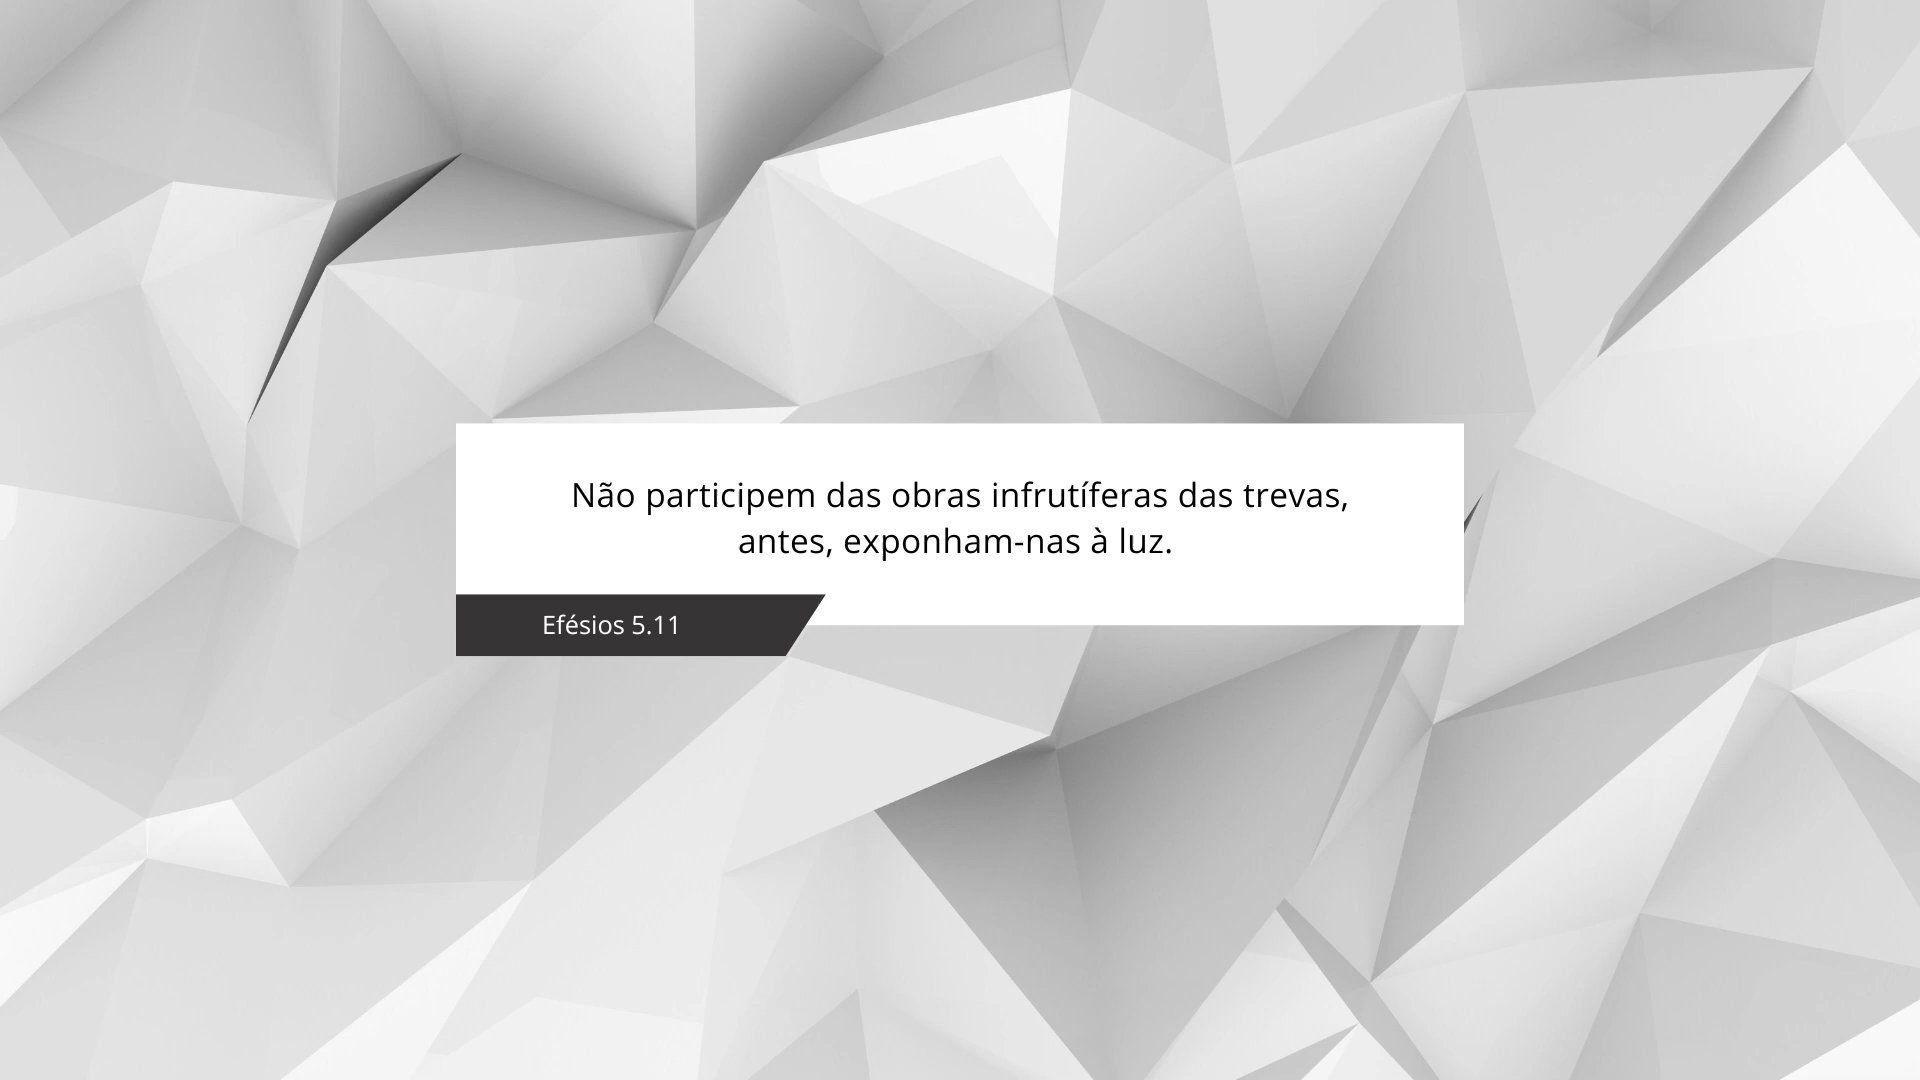 Não participem das obras infrutíferas das trevas,
antes, exponham-nas à luz.
Efésios 5.11